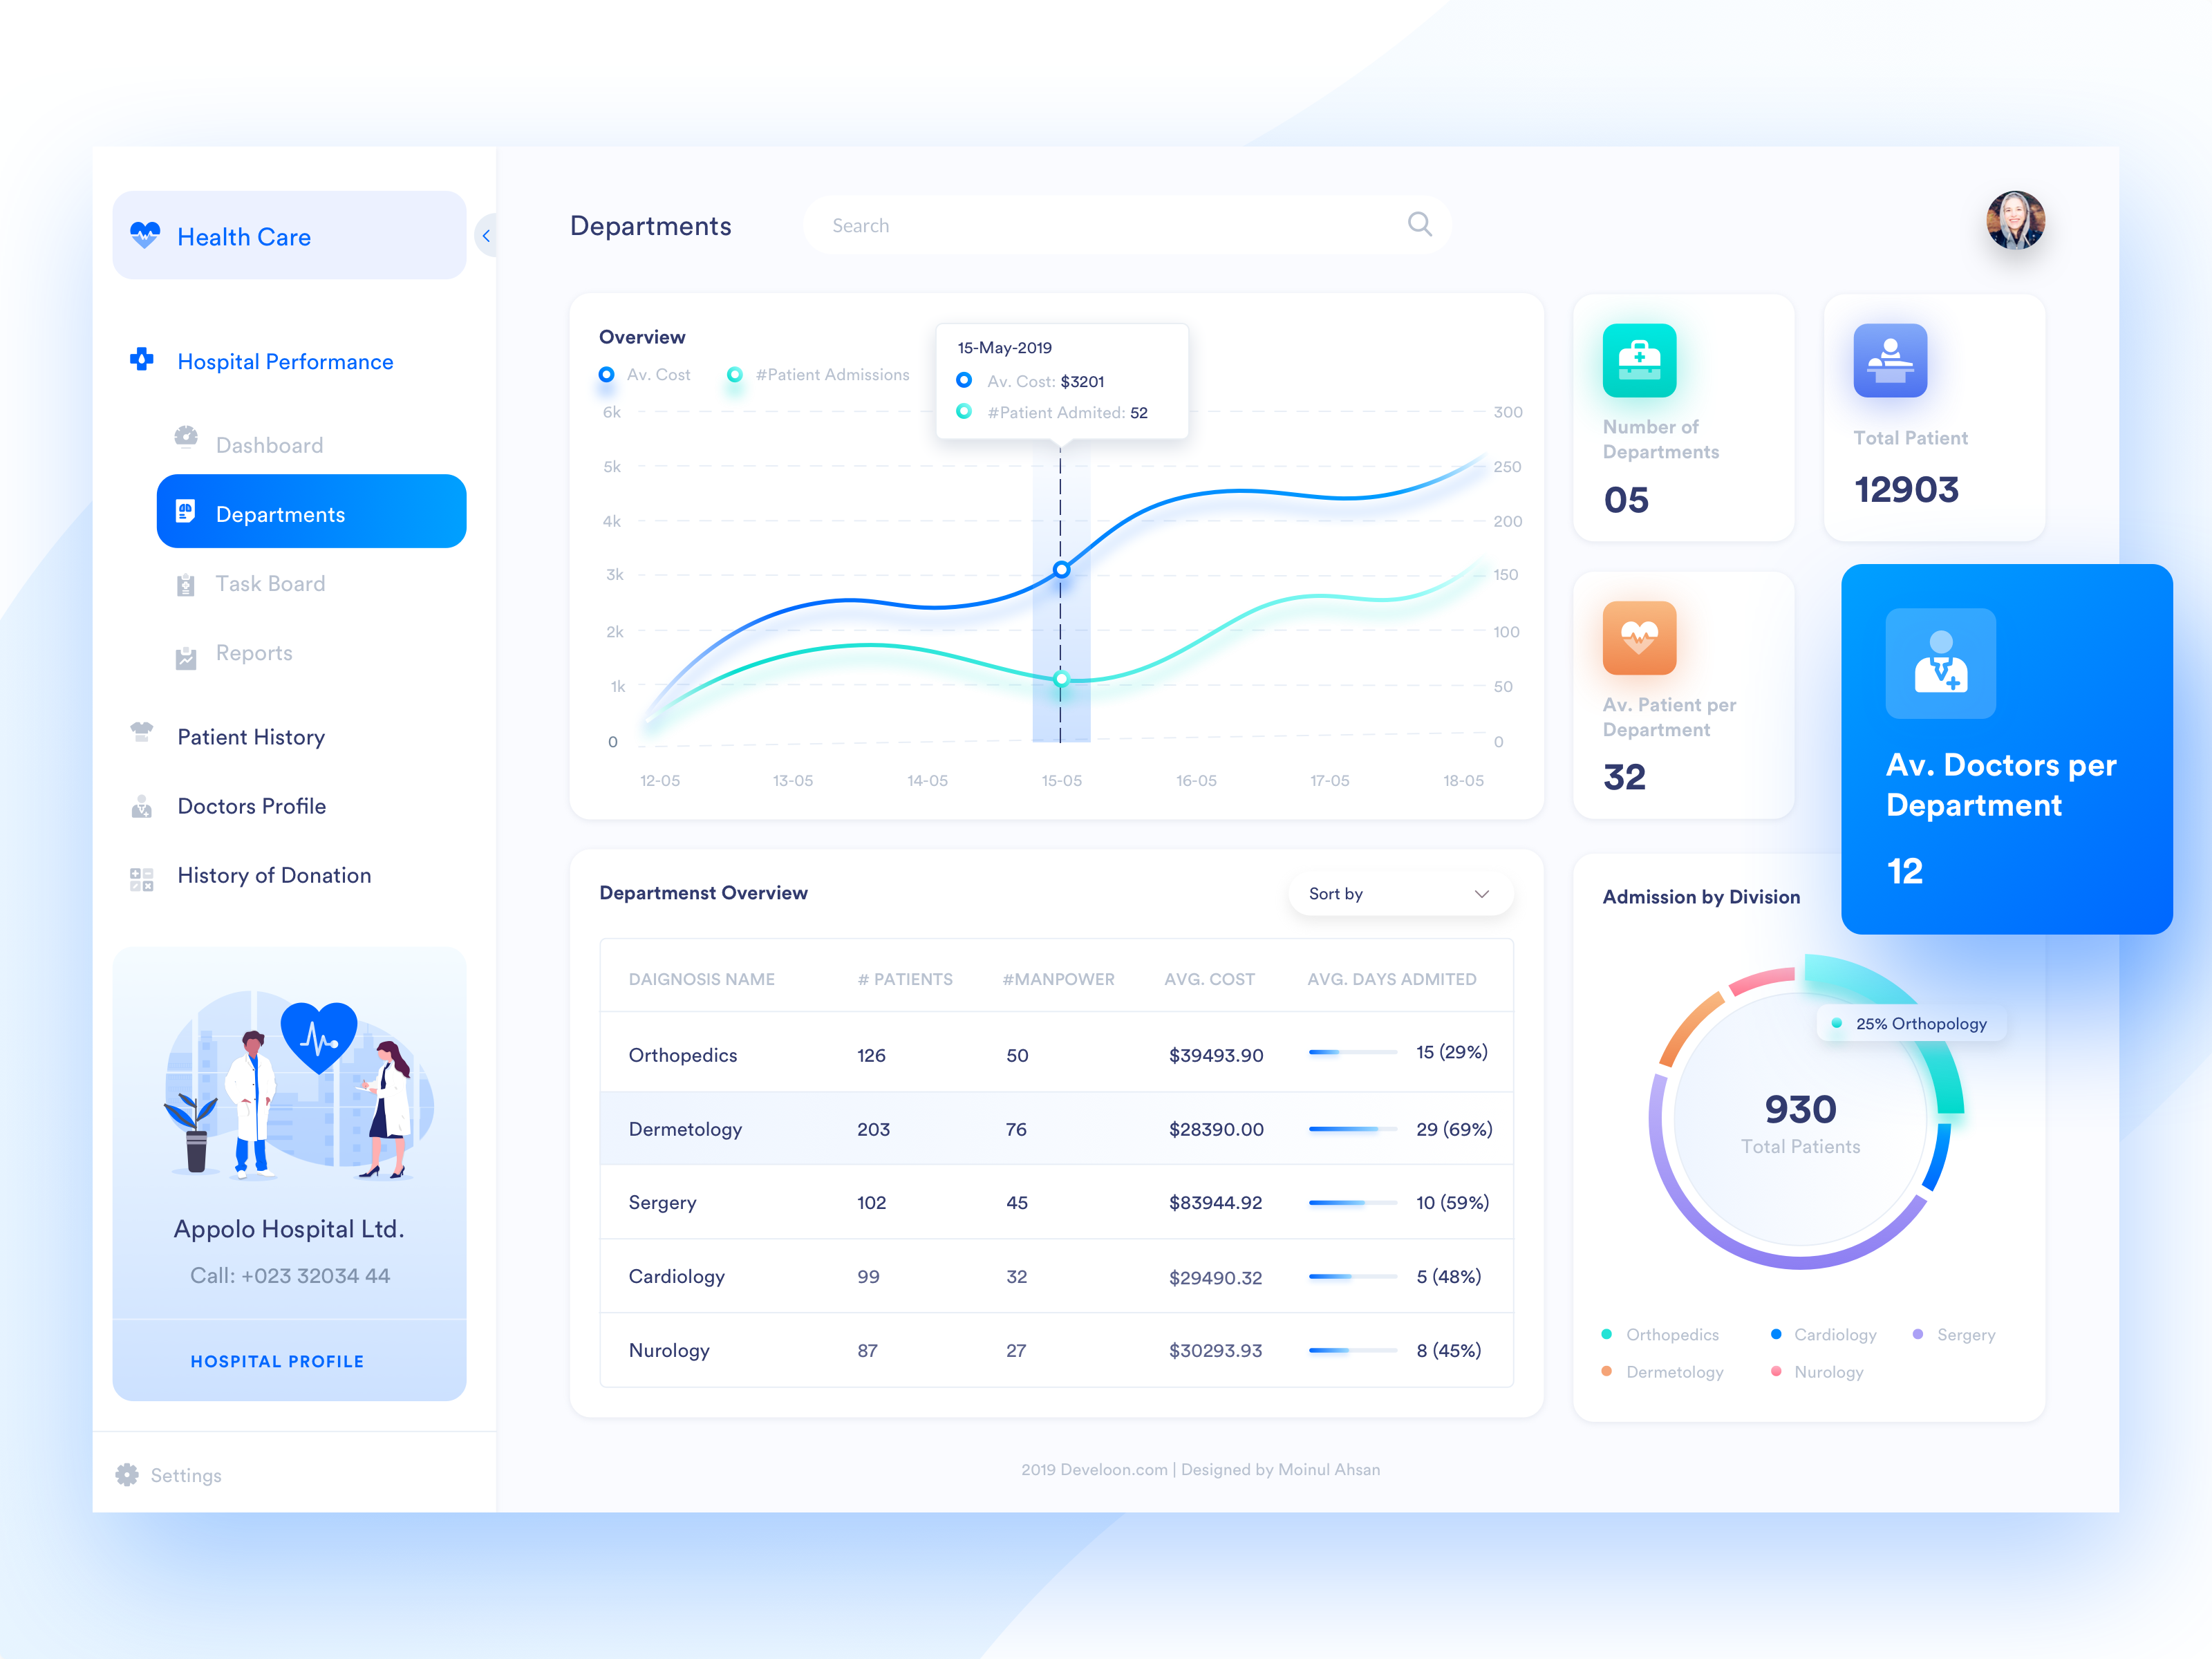 Health Care
Hospital Performance
Dashboard
Departments
Task Board
Reports
Patient History
Doctors Profile
History of Donation
Appolo Hospital Ltd.
Call: +023 32034 44
HOSPITAL PROFILE
Settings
Departments
Search
Overview
Av. Cost
#Patient Admissions
15-May-2019
Av. Cost: $3201
#Patient Admited: 52
6k
5k
4k
3k
2k
1k
0
300
250
200
150
100
50
0
12-05 13-05 14-05 15-05 16-05 17-05 18-05
Number of
Departments
05
Total Patient
12903
Av. Patient per
Department
32
Av. Doctors per
Department
12
Departmenst Overview
Sort by
DAIGNOSIS NAME # PATIENTS #MANPOWER AVG. COST AVG. DAYS ADMITED
Orthopedics 126 50 $39493.90 15 (29%)
Dermetology 203 76 $28390.00 29 (69%)
Sergery 102 45 $83944.92 10 (59%)
Cardiology 99 32 $29490.32 5 (48%)
Nurology 87 27 $30293.93 8 (45%)
Admission by Division
25% Orthopology
930
Total Patients
Orthopedics Cardiology Sergery
Dermetology Nurology
2019 Develoon.com | Designed by Moinul Ahsan